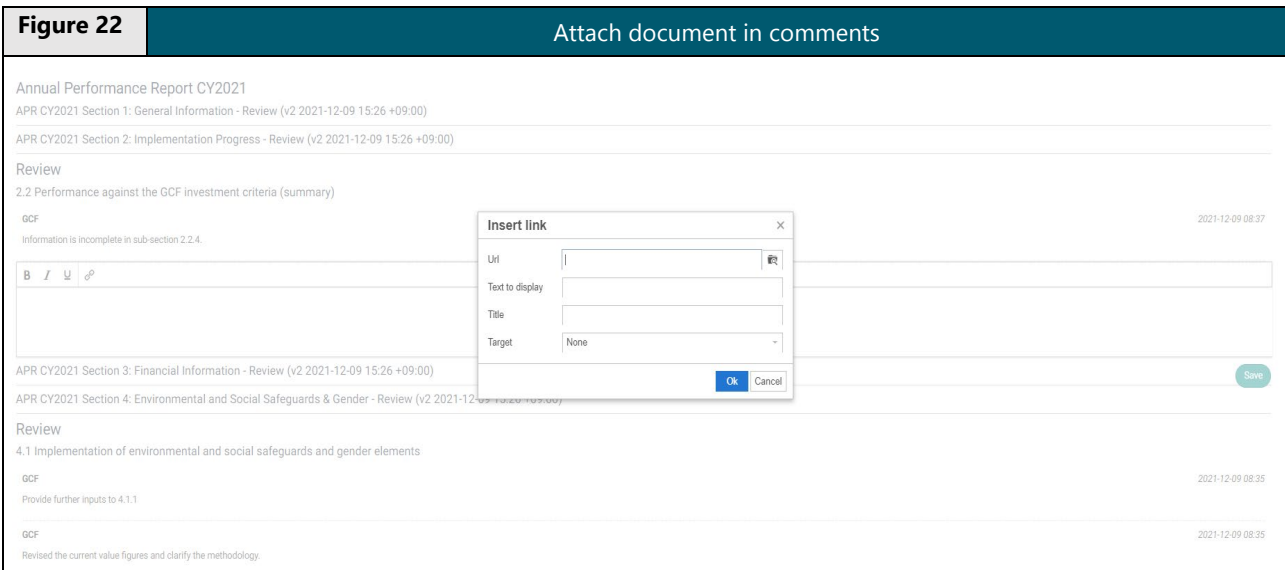 Figure 22
Attach document in comments
Annual Performance Report CY2021
APR CY2021 Section 1: General Information - Review (v2 2021-12-09 15:26 +09:00)
APR CY2021 Section 2: Implementation Progress - Review (v2 2021-12-09 15:26 +09:00)
Review
2.2 Performance against the GCF investment criteria (summary)
GCF 2021-12-09 08:37
Information is incomplete in sub-section 2.2.4.
B I U
Insert link
Url
Text to display
Title
Target None
Ok Cancel
APR CY2021 Section 3: Financial Information - Review (v2 2021-12-09 15:26 +09:00)
Save
APR CY2021 Section 4: Environmental and Social Safeguards & Gender - Review (v2 2021-12-09 15:26 +09:00)
Review
4.1 Implementation of environmental and social safeguards and gender elements
GCF 2021-12-09 08:35
Provide further inputs to 4.1.1
GCF 2021-12-09 08:35
Revised the current value figures and clarify the methodology.